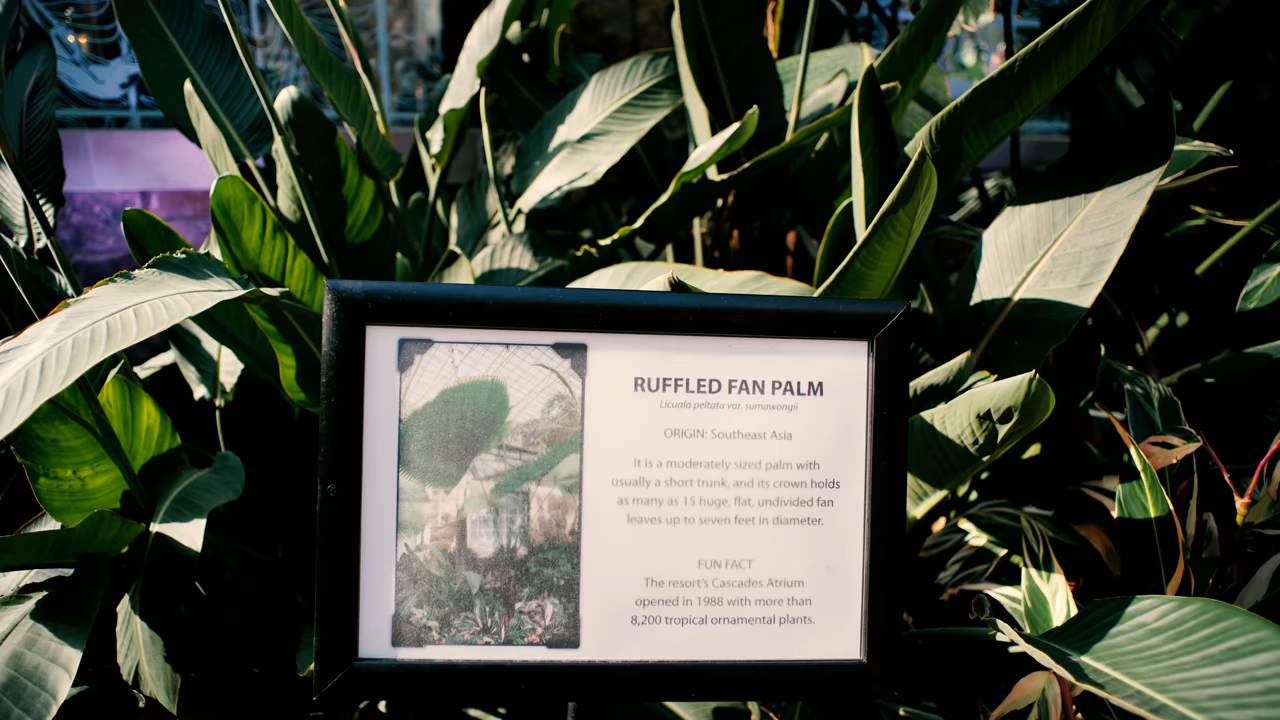 RUFFLED FAN PALM
Licuala peltata var. sumawongii
ORIGIN: Southeast Asia
It is a moderately sized palm with
usually a short trunk, and its crown holds
as many as 15 huge, flat, undivided fan
leaves up to seven feet in diameter.
FUN FACT
The resort's Cascades Atrium
opened in 1988 with more than
8,200 tropical ornamental plants.